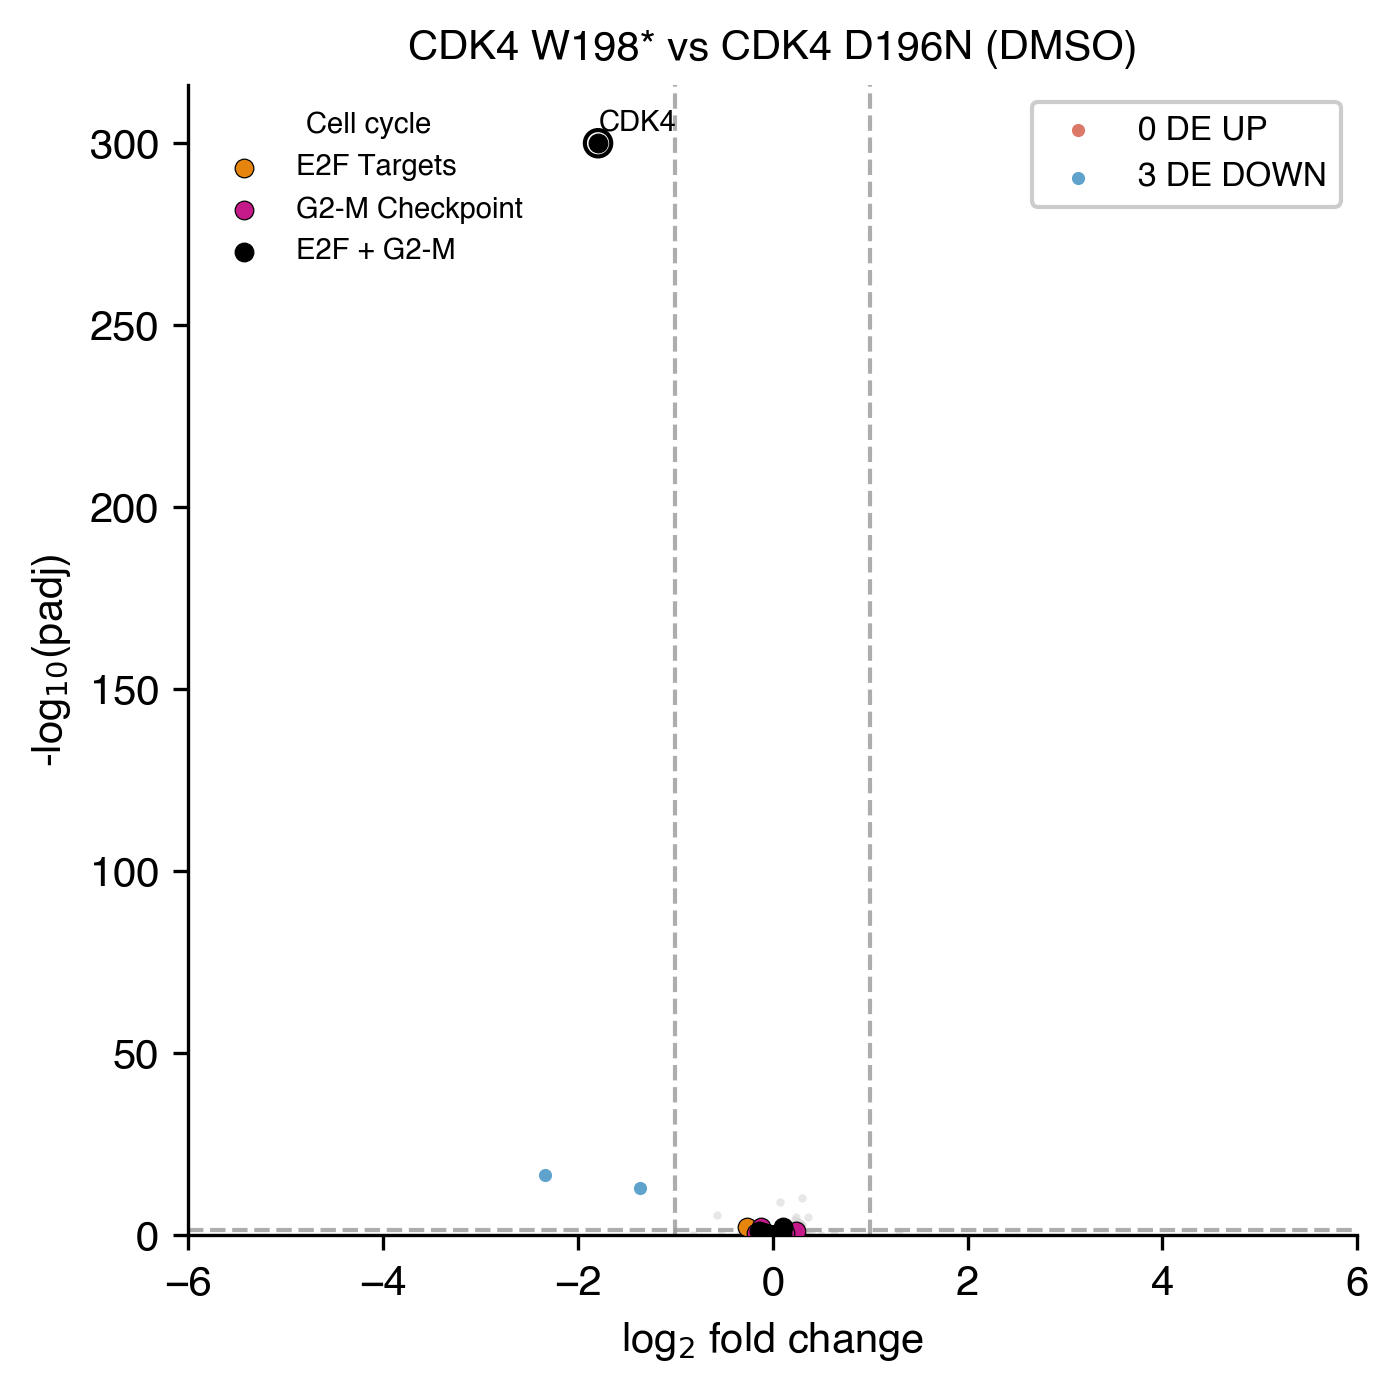 CDK4 W198* vs CDK4 D196N (DMSO)
Cell cycle
E2F Targets
G2-M Checkpoint
E2F + G2-M
CDK4
0 DE UP
3 DE DOWN
300
250
200
150
100
50
0
-log10(padj)
−6 −4 −2 0 2 4 6
log2 fold change